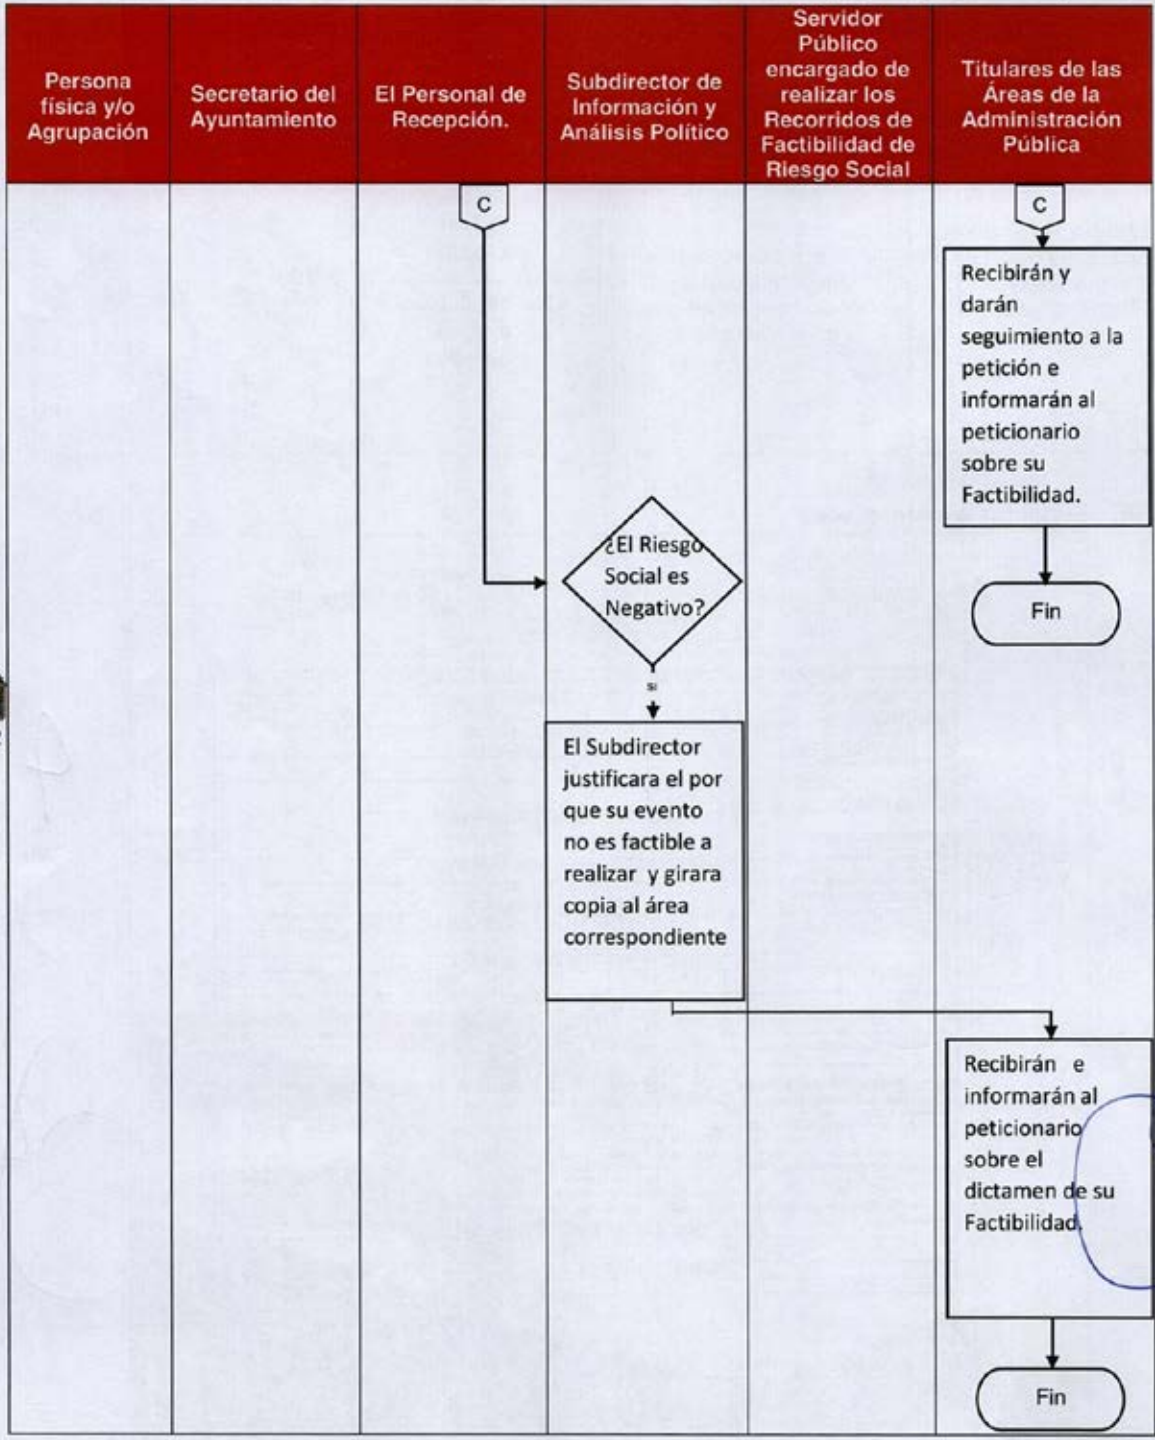 Persona
física y/o
Agrupación
Secretario del
Ayuntamiento
El Personal de
Recepción.
Subdirector de
Información y
Análisis Político
Servidor
Público
encargado de
realizar los
Recorridos de
Factibilidad de
Riesgo Social
Titulares de las
Áreas de la
Administración
Pública
C
C
Recibirán y
darán
seguimiento a la
petición e
informarán al
peticionario
sobre su
Factibilidad.
¿El Riesgo
Social es
Negativo?
Fin
si
El Subdirector
justificara el por
que su evento
no es factible a
realizar y girara
copia al área
correspondiente
Recibirán e
informarán al
peticionario
sobre el
dictamen de su
Factibilidad.
Fin